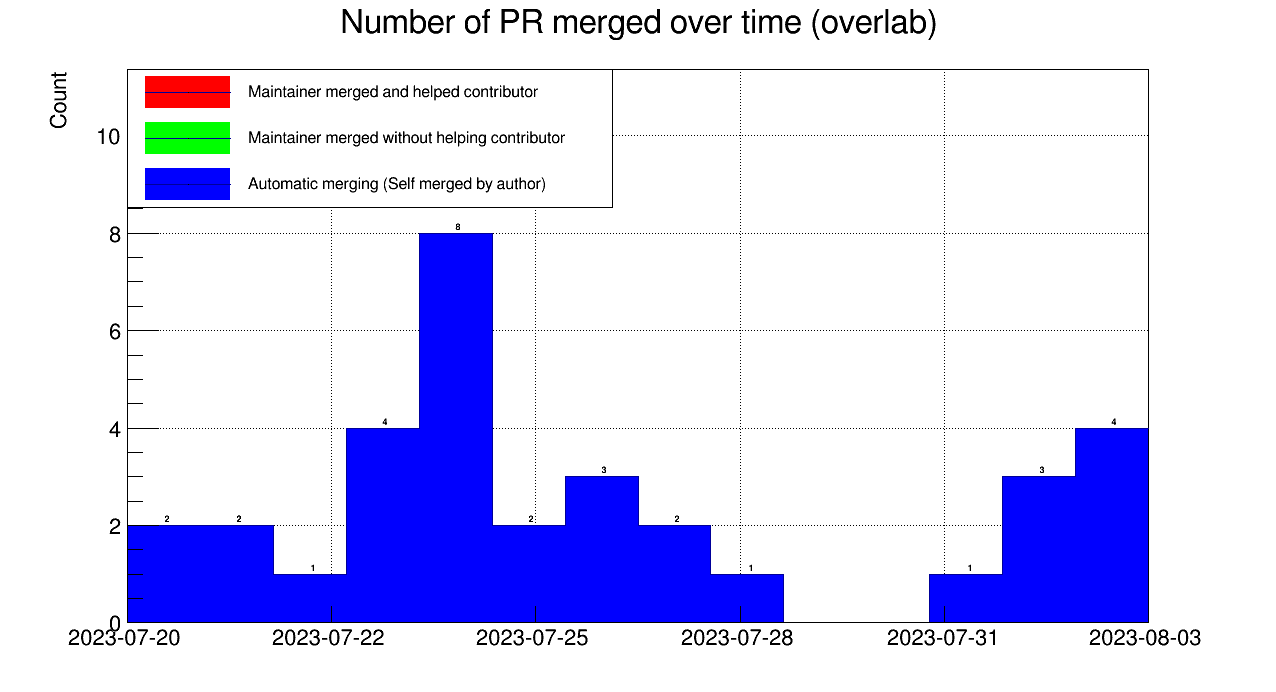 Number of PR merged over time (overlab)
Count
Maintainer merged and helped contributor
Maintainer merged without helping contributor
Automatic merging (Self merged by author)
10
8
6
4
2
0
2 2 1 4 8 2 3 2 1 1 3 4
2023-07-20 2023-07-22 2023-07-25 2023-07-28 2023-07-31 2023-08-03